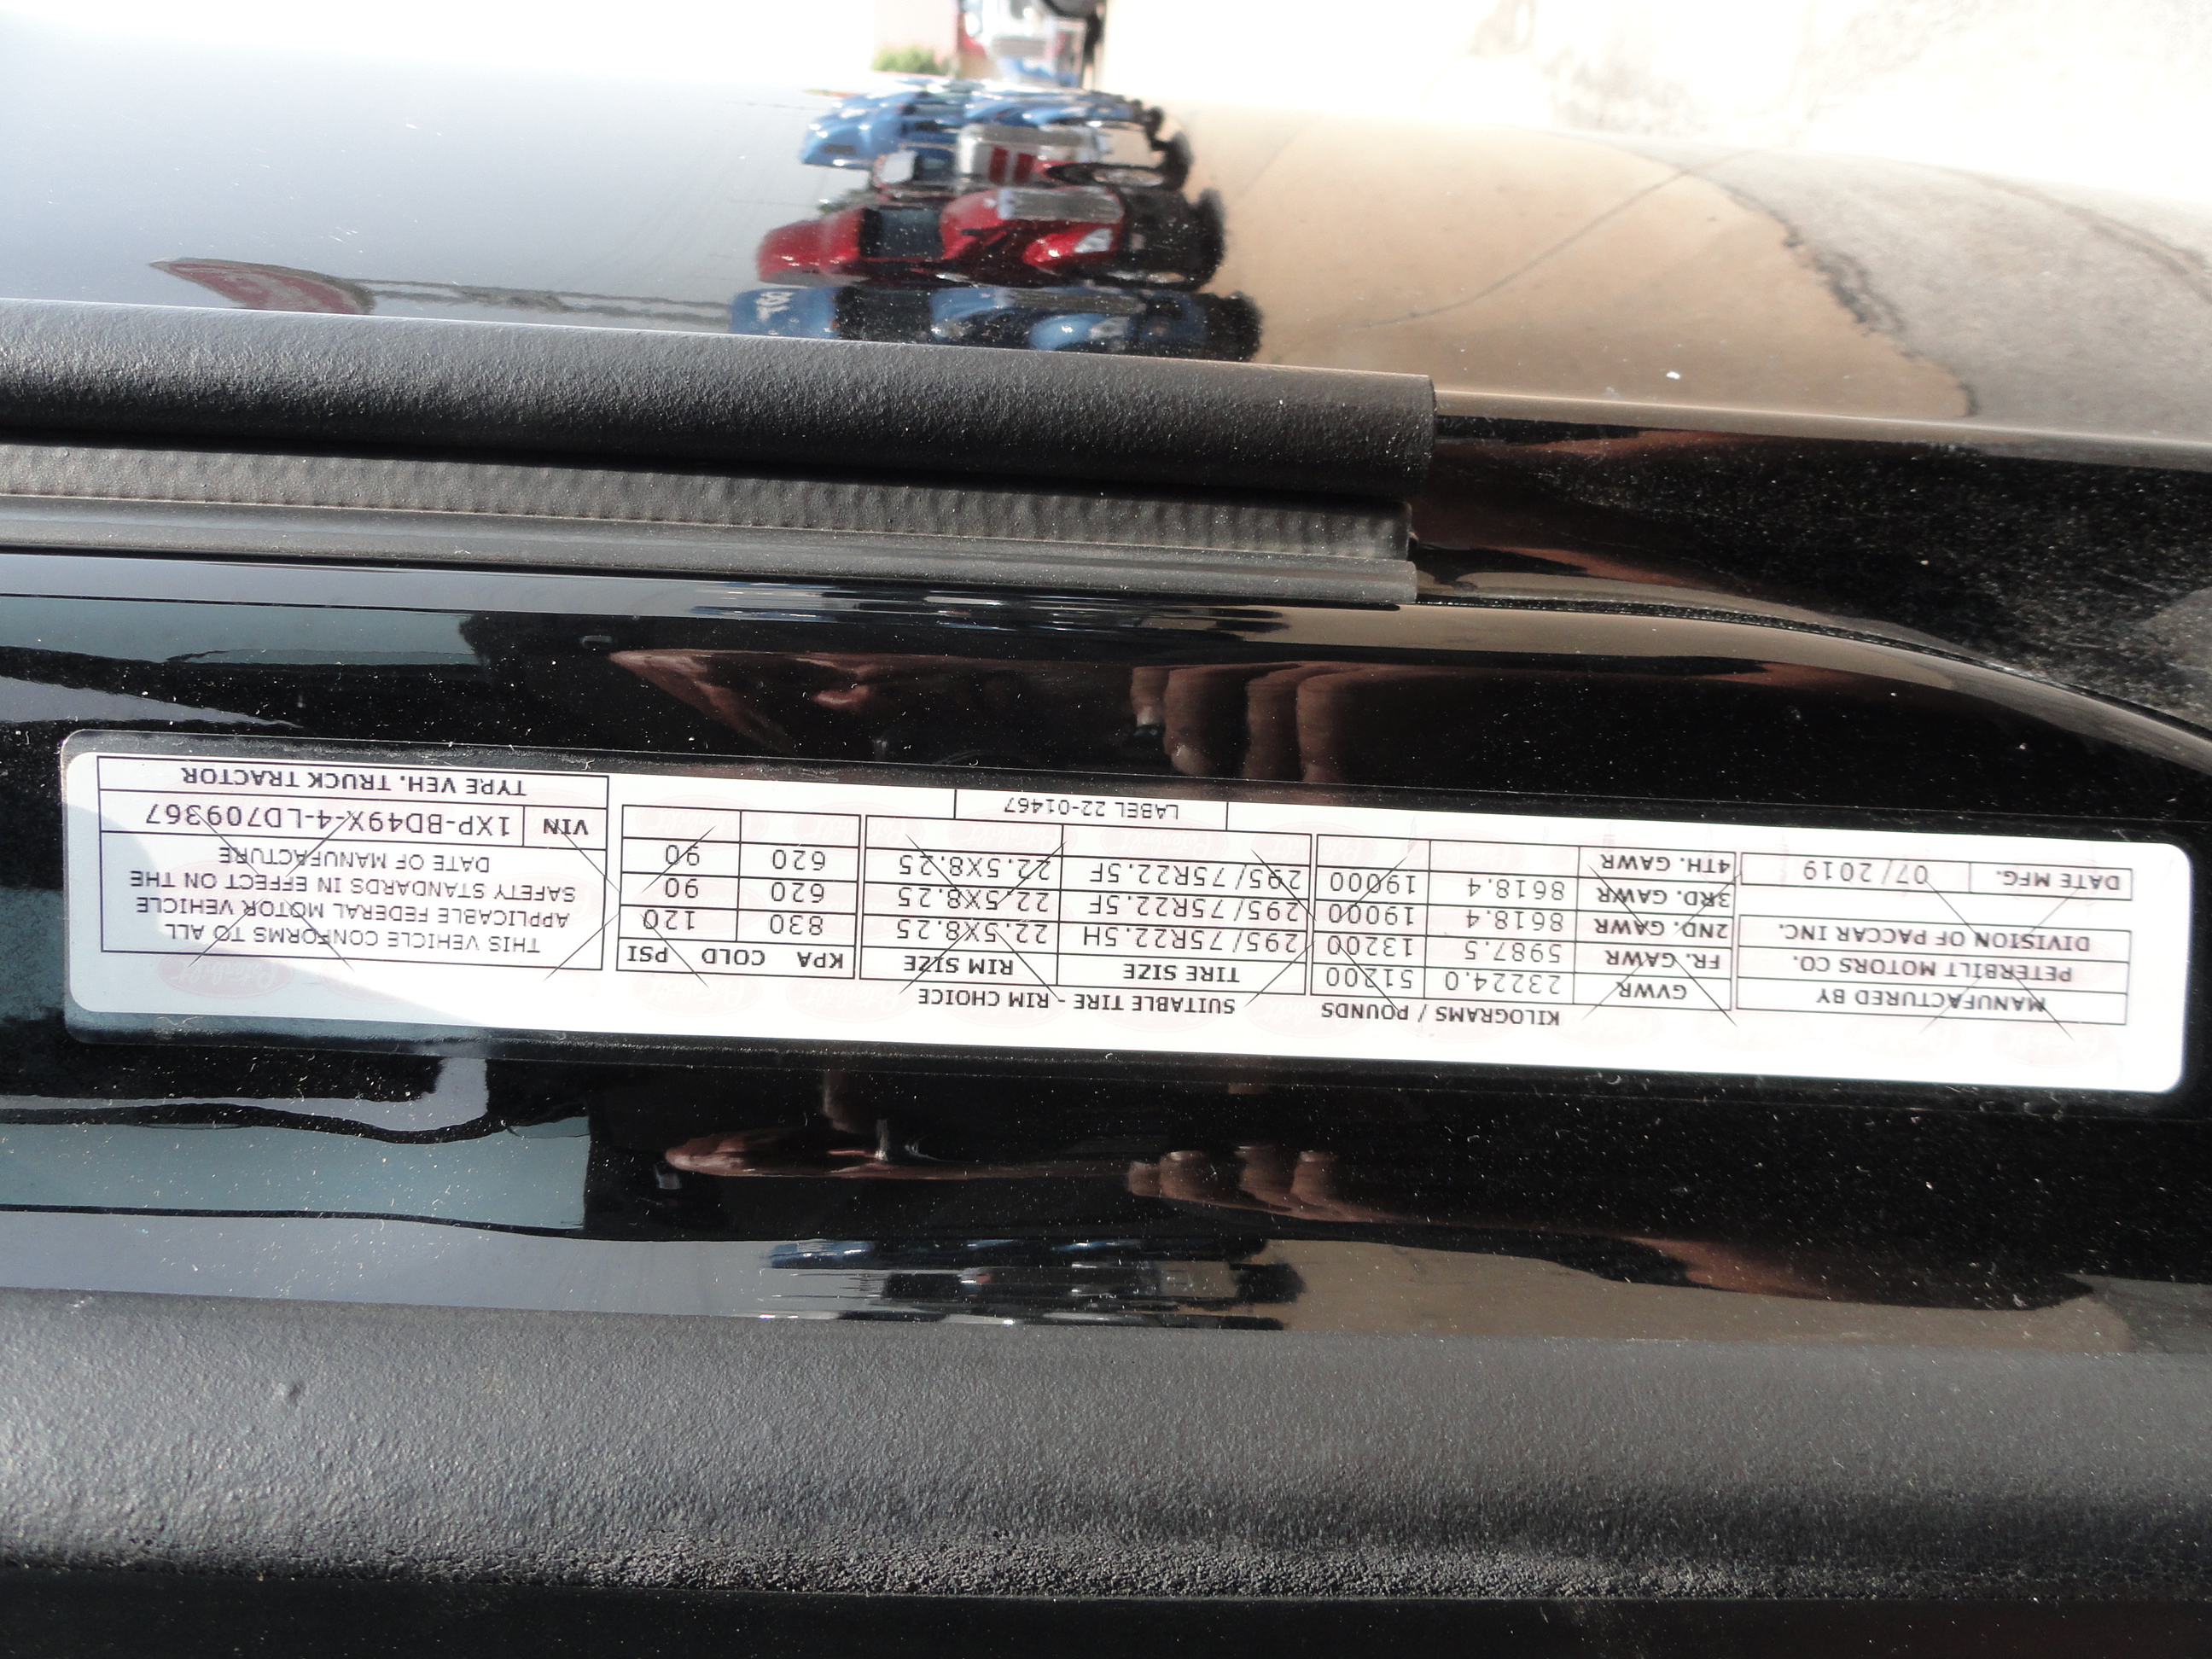 KILOGRAMS / POUNDS SUITABLE TIRE - RIM CHOICE
MANUFACTURED BY
PETERBILT MOTORS CO.
DIVISION OF PACCAR INC.
DATE MFG. 07/2019
GVWR 23224.0 51200
FR. GAWR 5987.5 13200
2ND. GAWR 8618.4 19000
3RD. GAWR 8618.4 19000
4TH. GAWR
TIRE SIZE RIM SIZE
295/75R22.5H 22.5X8.25
295/75R22.5F 22.5X8.25
295/75R22.5F 22.5X8.25
LABEL 22-01467
KPA COLD PSI
830 120
620 90
620 90
THIS VEHICLE CONFORMS TO ALL
APPLICABLE FEDERAL MOTOR VEHICLE
SAFETY STANDARDS IN EFFECT ON THE
DATE OF MANUFACTURE
VIN 1XP-BD49X-4-LD709367
TYPE VEH. TRUCK TRACTOR